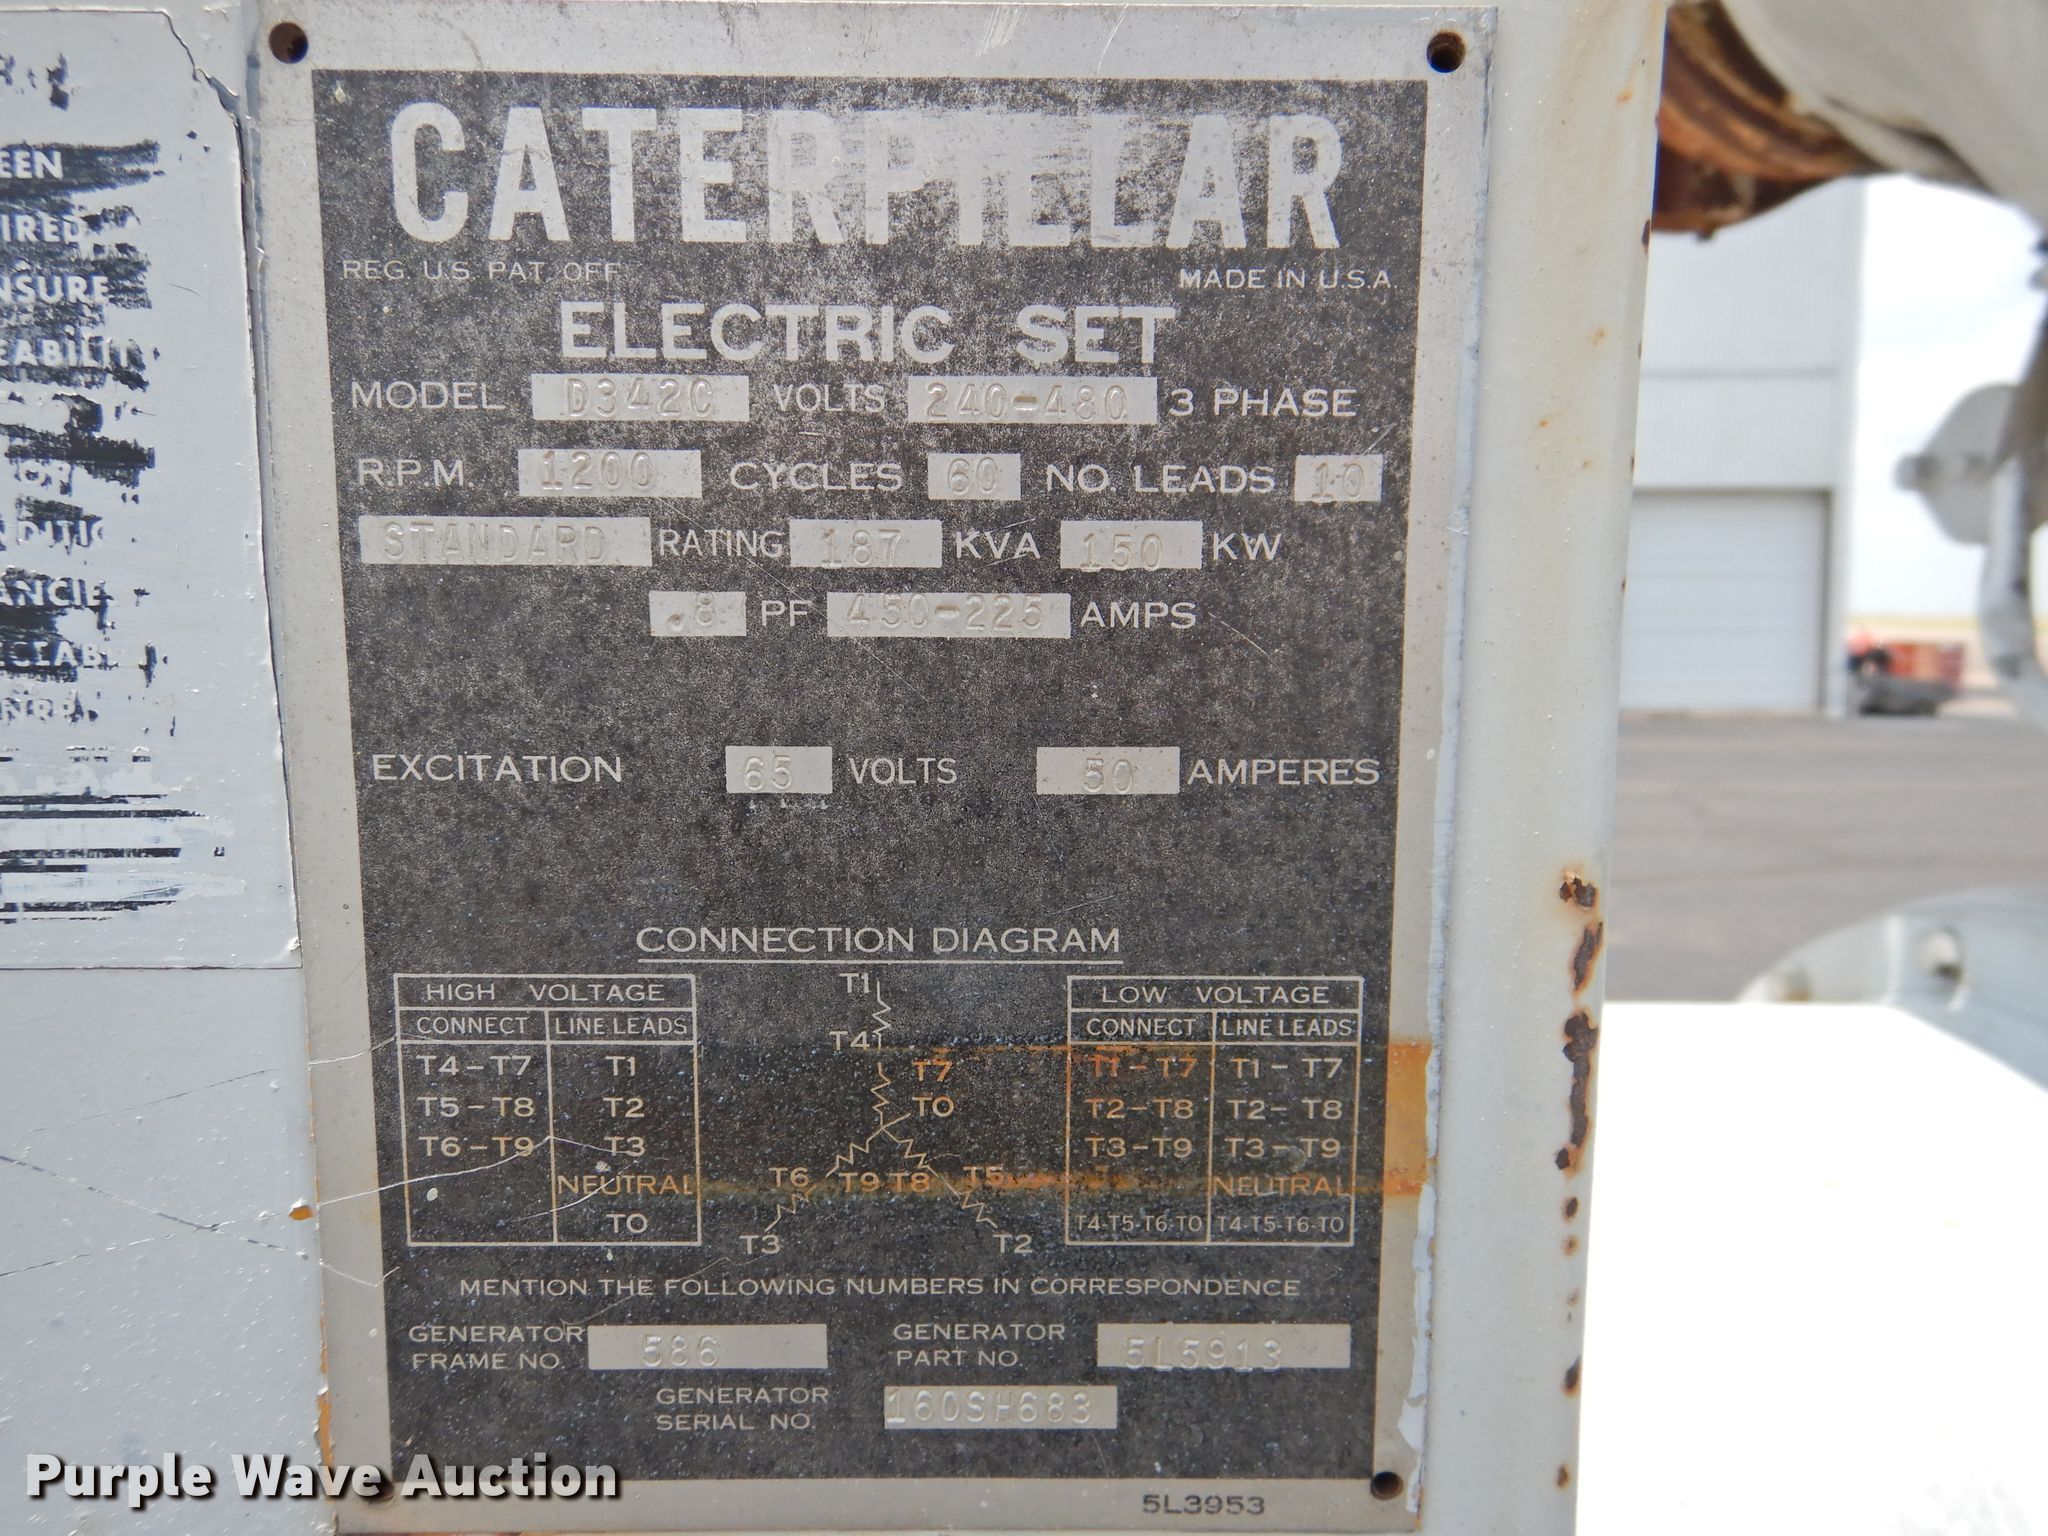 CATERPILLAR
REG. U.S. PAT. OFF.
MADE IN U.S.A.
ELECTRIC SET
MODEL D342C VOLTS 240-480 3 PHASE
R.P.M. 1200 CYCLES 60 NO. LEADS 10
STANDARD RATING 187 KVA 150 KW
.8 PF 450-225 AMPS
EXCITATION 65 VOLTS 50 AMPERES
CONNECTION DIAGRAM
HIGH VOLTAGE
CONNECT LINE LEADS
T4-T7 T1
T5-T8 T2
T6-T9 T3
NEUTRAL
T0
T1
T4
T7
T0
T6 T9 T8 T5
T3 T2
LOW VOLTAGE
CONNECT LINE LEADS
T1-T7 T1-T7
T2-T8 T2-T8
T3-T9 T3-T9
NEUTRAL
T4-T5-T6-T0 T4-T5-T6-T0
MENTION THE FOLLOWING NUMBERS IN CORRESPONDENCE
GENERATOR FRAME NO. 586
GENERATOR PART NO. 5L5913
GENERATOR SERIAL NO. 160SH683
5L3953
EEN
IRED
NSURE
EABILIT
OR
DITIO
ANCIE
Purple Wave Auction